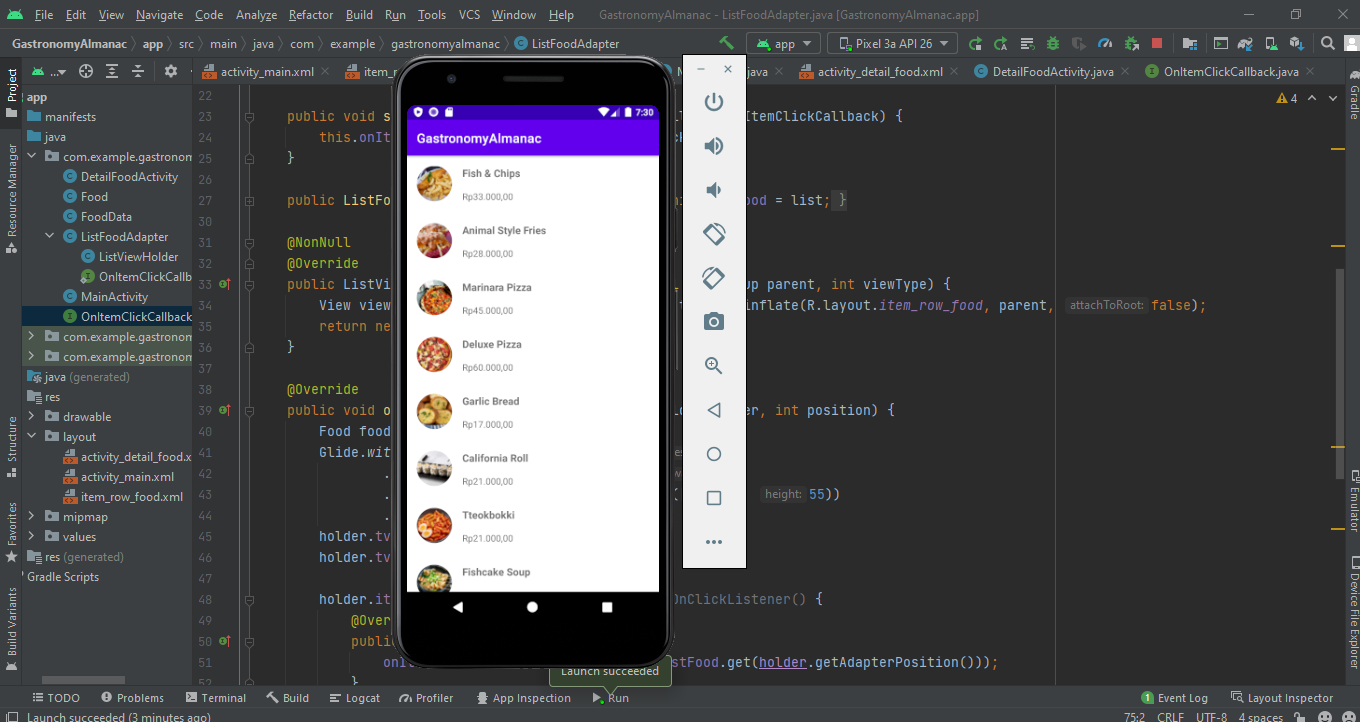 File Edit View Navigate Code Analyze Refactor Build Run Tools VCS Window Help GastronomyAlmanac - ListFoodAdapter.java [GastronomyAlmanac.app]
GastronomyAlmanac app src main java com example gastronomyalmanac ListFoodAdapter app Pixel 3a API 26
... activity_main.xml item_r java activity_detail_food.xml DetailFoodActivity.java OnItemClickCallback.java
Project
Resource Manager
Structure
Favorites
Build Variants
app
manifests
java
com.example.gastronom
DetailFoodActivity
Food
FoodData
ListFoodAdapter
ListViewHolder
OnItemClickCallb
MainActivity
OnItemClickCallback
com.example.gastronom
com.example.gastronom
java (generated)
res
drawable
layout
activity_detail_food.x
activity_main.xml
item_row_food.xml
mipmap
values
res (generated)
Gradle Scripts
22
23 public void s temClickCallback) {
24 this.onIt
25 }
26
27 public ListFo ood = list; }
30
31 @NonNull
32 @Override
33 public ListVi up parent, int viewType) {
34 View view inflate(R.layout.item_row_food, parent, attachToRoot: false);
35 return ne
36 }
37
38 @Override
39 public void o er, int position) {
40 Food food
41 Glide.wit
42 .
43 . height: 55))
44 .
45 holder.tv
46 holder.tv
47
48 holder.it OnClickListener() {
49 @Over
50 publi
51 onIt stFood.get(holder.getAdapterPosition()));
52 }
4
7:30
GastronomyAlmanac
Fish & Chips
Rp33.000,00
Animal Style Fries
Rp28.000,00
Marinara Pizza
Rp45.000,00
Deluxe Pizza
Rp60.000,00
Garlic Bread
Rp17.000,00
California Roll
Rp21.000,00
Tteokbokki
Rp21.000,00
Fishcake Soup
Gradle
Emulator
Device File Explorer
Launch succeeded
TODO Problems Terminal Build Logcat Profiler App Inspection Run 1 Event Log Layout Inspector
Launch succeeded (3 minutes ago) 75:2 CRLF UTF-8 4 spaces